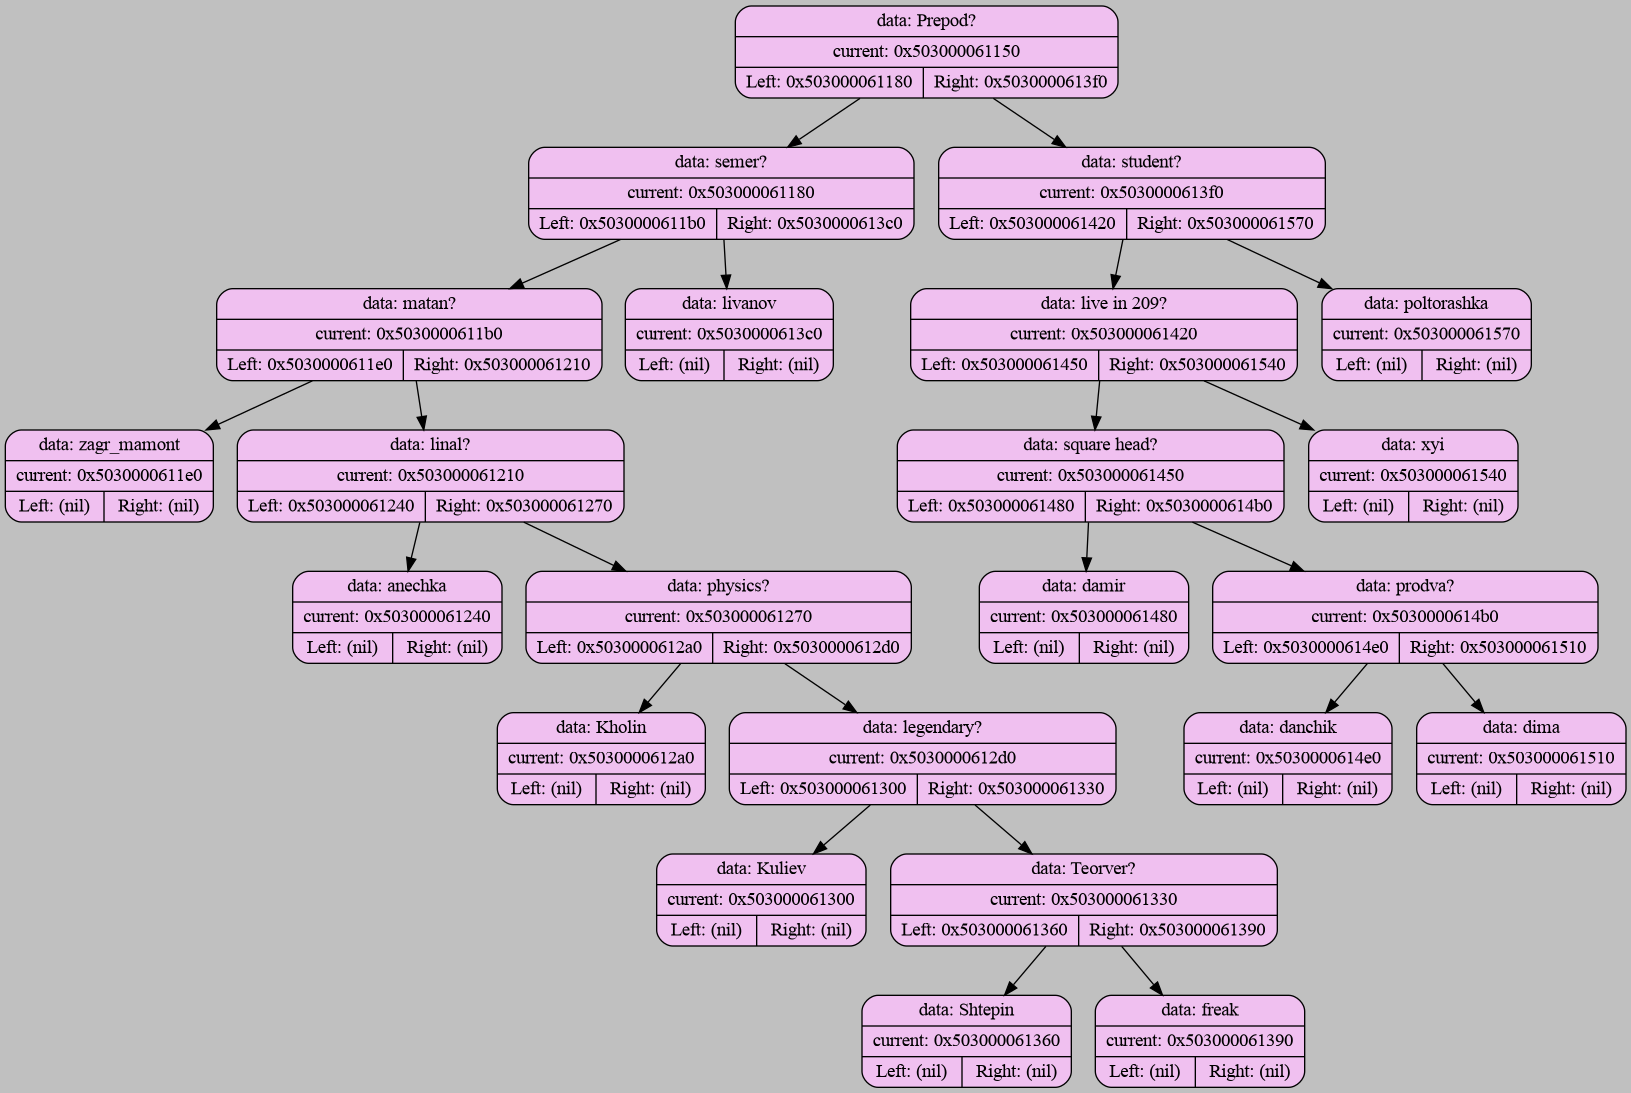 data: Prepod?
current: 0x503000061150
Left: 0x503000061180 Right: 0x5030000613f0
data: semer?
current: 0x503000061180
Left: 0x5030000611b0 Right: 0x5030000613c0
data: student?
current: 0x5030000613f0
Left: 0x503000061420 Right: 0x503000061570
data: matan?
current: 0x5030000611b0
Left: 0x5030000611e0 Right: 0x503000061210
data: livanov
current: 0x5030000613c0
Left: (nil) Right: (nil)
data: live in 209?
current: 0x503000061420
Left: 0x503000061450 Right: 0x503000061540
data: poltorashka
current: 0x503000061570
Left: (nil) Right: (nil)
data: zagr_mamont
current: 0x5030000611e0
Left: (nil) Right: (nil)
data: linal?
current: 0x503000061210
Left: 0x503000061240 Right: 0x503000061270
data: square head?
current: 0x503000061450
Left: 0x503000061480 Right: 0x5030000614b0
data: xyi
current: 0x503000061540
Left: (nil) Right: (nil)
data: anechka
current: 0x503000061240
Left: (nil) Right: (nil)
data: physics?
current: 0x503000061270
Left: 0x5030000612a0 Right: 0x5030000612d0
data: damir
current: 0x503000061480
Left: (nil) Right: (nil)
data: prodva?
current: 0x5030000614b0
Left: 0x5030000614e0 Right: 0x503000061510
data: Kholin
current: 0x5030000612a0
Left: (nil) Right: (nil)
data: legendary?
current: 0x5030000612d0
Left: 0x503000061300 Right: 0x503000061330
data: danchik
current: 0x5030000614e0
Left: (nil) Right: (nil)
data: dima
current: 0x503000061510
Left: (nil) Right: (nil)
data: Kuliev
current: 0x503000061300
Left: (nil) Right: (nil)
data: Teorver?
current: 0x503000061330
Left: 0x503000061360 Right: 0x503000061390
data: Shtepin
current: 0x503000061360
Left: (nil) Right: (nil)
data: freak
current: 0x503000061390
Left: (nil) Right: (nil)